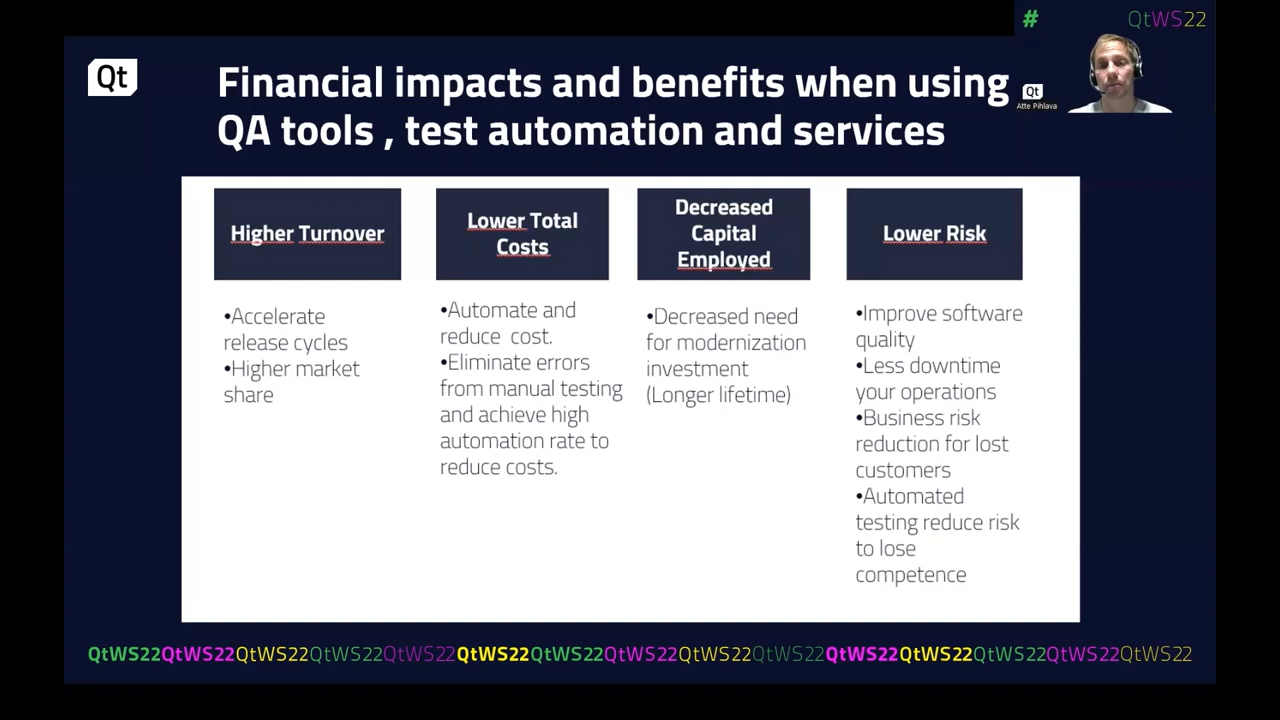 # QtWS22
Qt
Financial impacts and benefits when using
QA tools , test automation and services
Qt
Atte Pihlava
Higher Turnover
•Accelerate
release cycles
•Higher market
share
Lower Total
Costs
•Automate and
reduce  cost.
•Eliminate errors
from manual testing
and achieve high
automation rate to
reduce costs.
Decreased
Capital
Employed
•Decreased need
for modernization
investment
(Longer lifetime)
Lower Risk
•Improve software
quality
•Less downtime
your operations
•Business risk
reduction for lost
customers
•Automated
testing reduce risk
to lose
competence
QtWS22QtWS22QtWS22QtWS22QtWS22QtWS22QtWS22QtWS22QtWS22QtWS22QtWS22QtWS22QtWS22QtWS22QtWS22